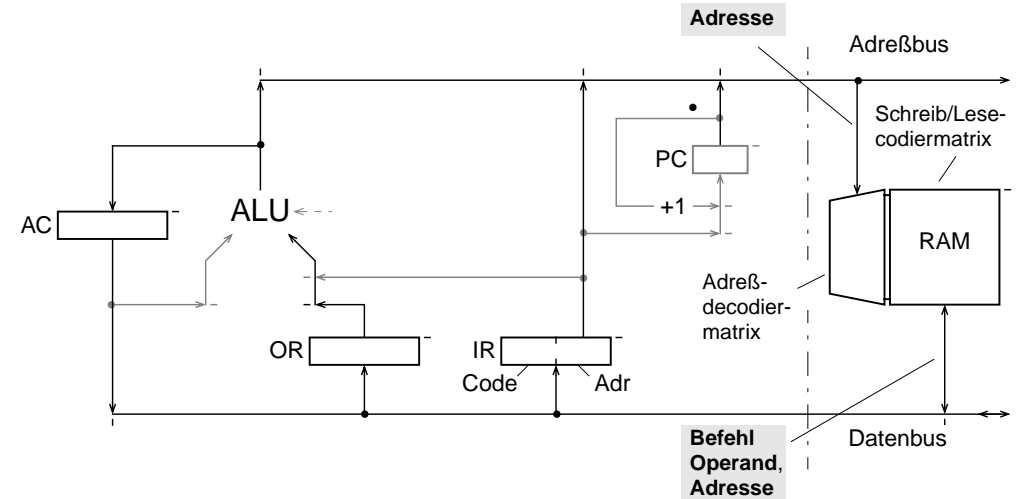 Adresse
Adreßbus
Schreib/Lese-
codiermatrix
PC
+1
AC
ALU
RAM
Adreß-
decodier-
matrix
OR
IR
Code
Adr
Befehl
Operand,
Adresse
Datenbus